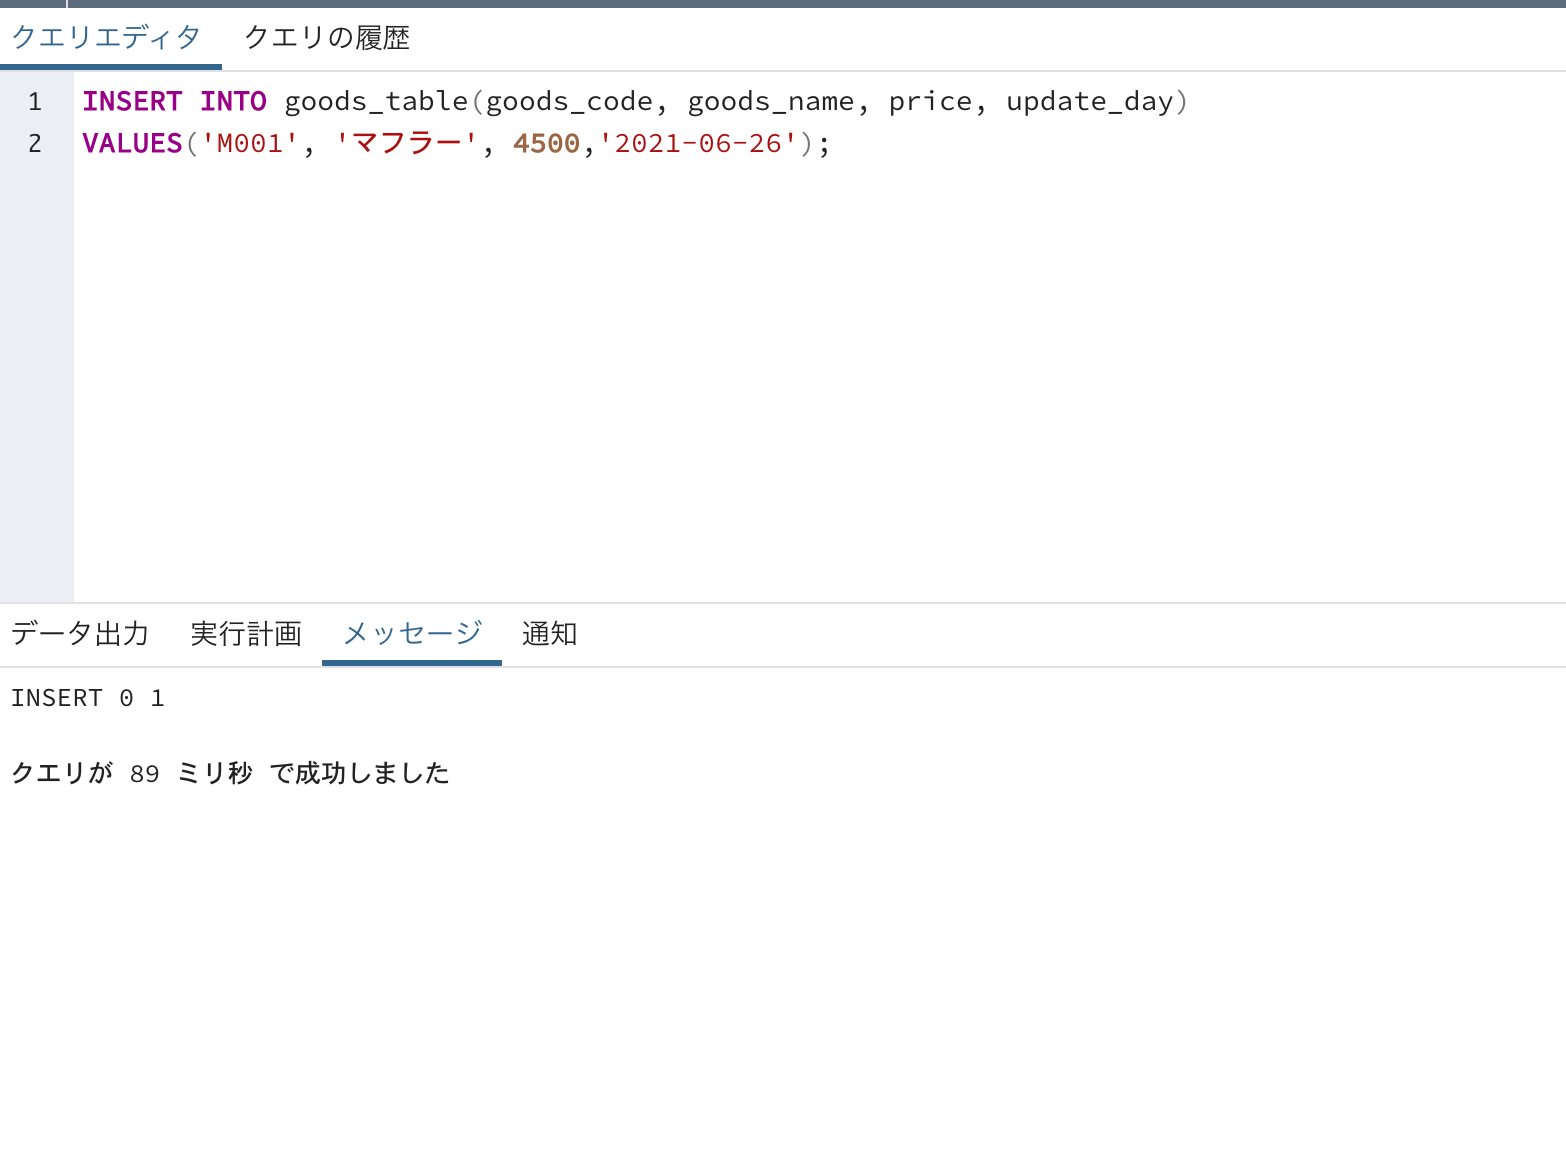 クエリエディタ クエリの履歴
1 INSERT INTO goods_table(goods_code, goods_name, price, update_day)
2 VALUES('M001', 'マフラー', 4500,'2021-06-26');
データ出力 実行計画 メッセージ 通知
INSERT 0 1
クエリが 89 ミリ秒 で成功しました